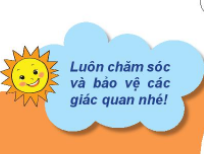 Luôn chăm sóc
và bảo vệ các
giác quan nhé!